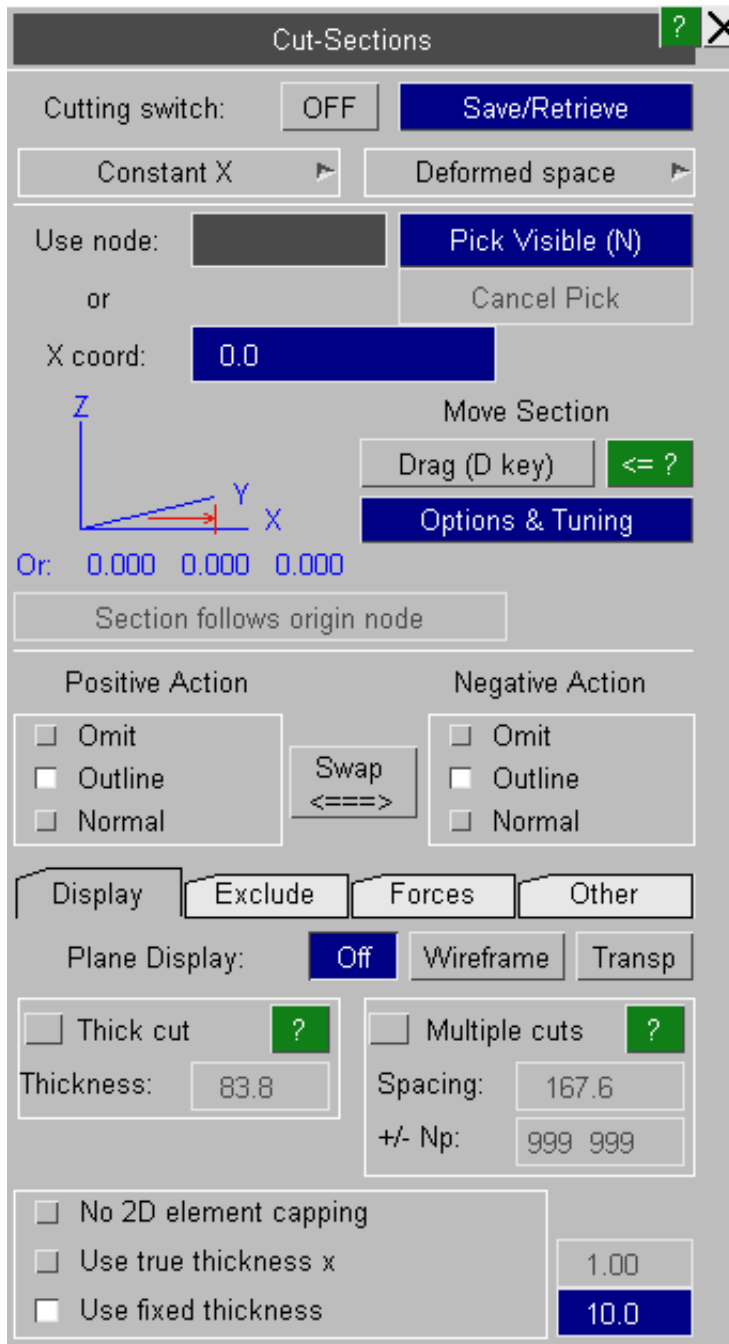 Cut-Sections ? X
Cutting switch: OFF Save/Retrieve
Constant X Deformed space
Use node: Pick Visible (N)
or Cancel Pick
X coord: 0.0
Z Move Section
Drag (D key) <= ?
Y
X Options & Tuning
Or: 0.000 0.000 0.000
Section follows origin node
Positive Action Negative Action
Omit Omit
Outline Swap Outline
<===>
Normal Normal
Display Exclude Forces Other
Plane Display: Off Wireframe Transp
Thick cut ? Multiple cuts ?
Thickness: 83.8 Spacing: 167.6
+/- Np: 999 999
No 2D element capping
Use true thickness x 1.00
Use fixed thickness 10.0